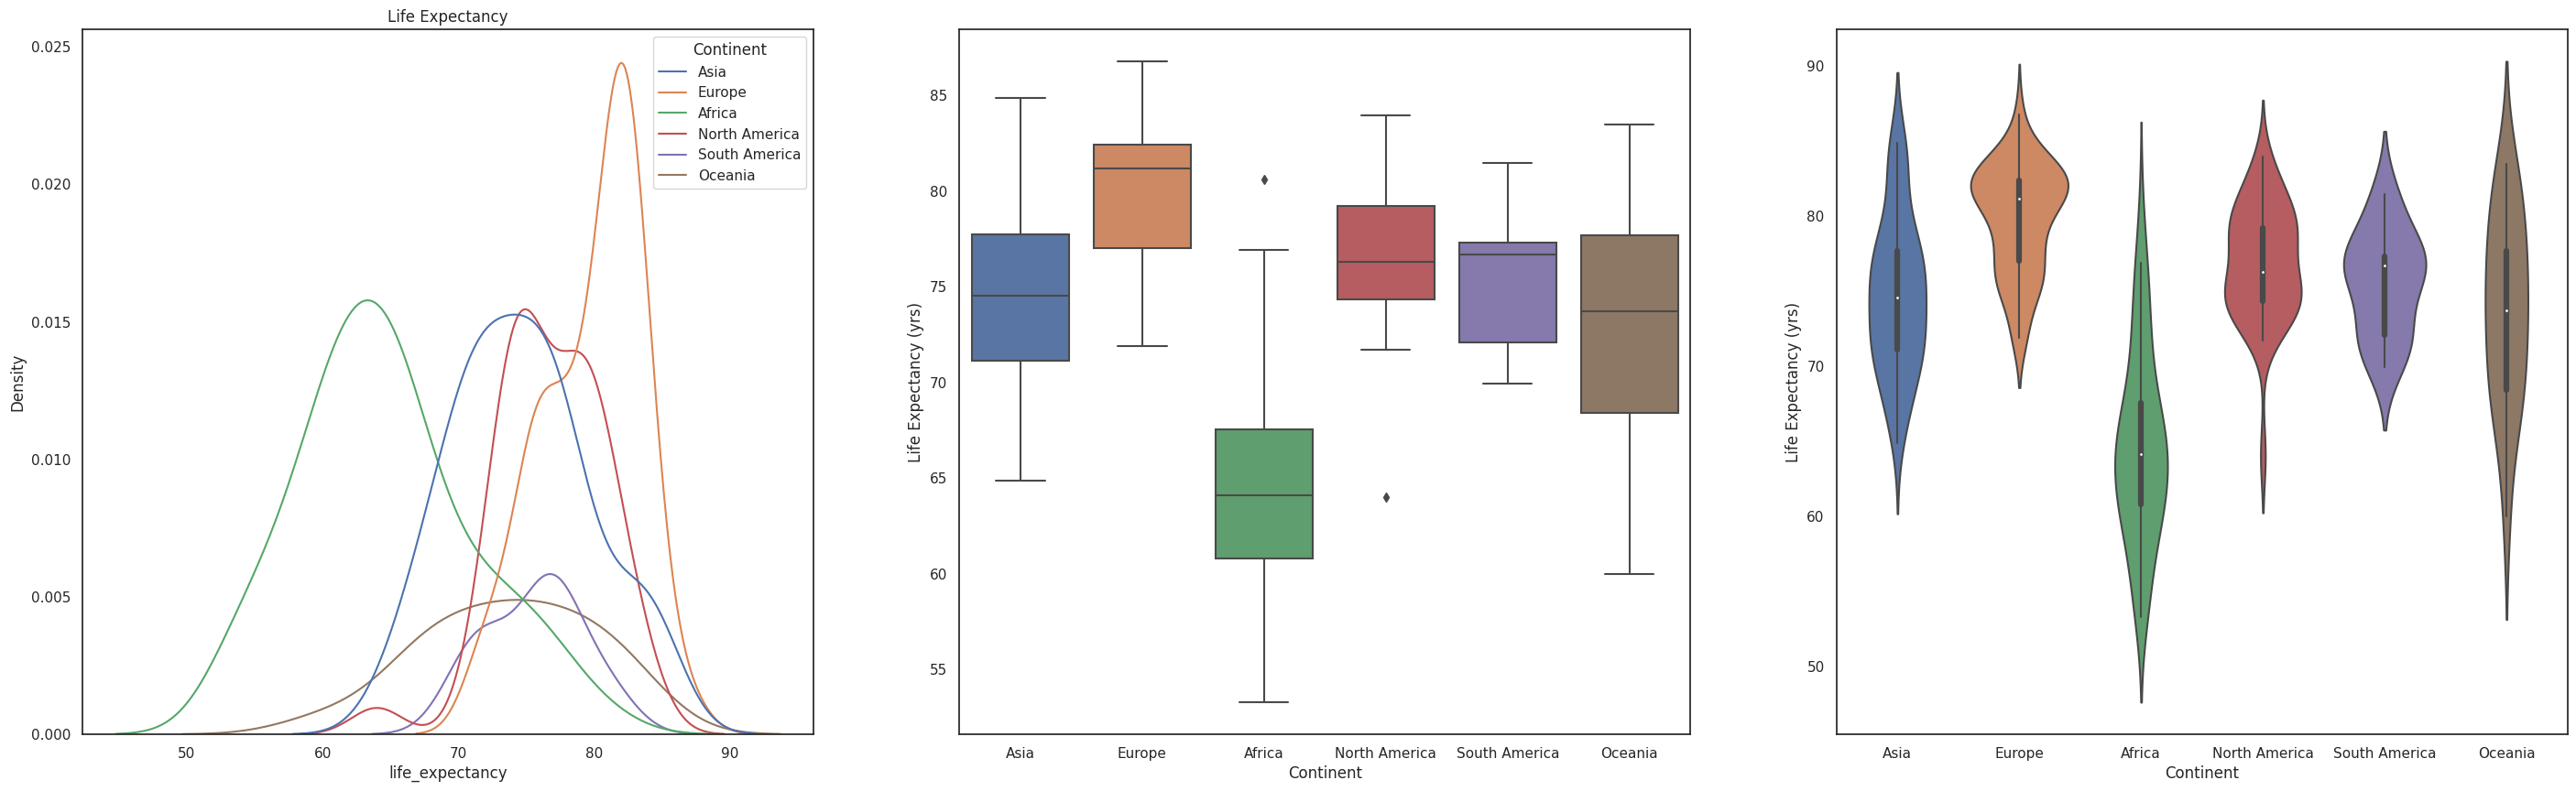 Life Expectancy
Density
0.025
0.020
0.015
0.010
0.005
0.000
Continent
Asia
Europe
Africa
North America
South America
Oceania
50 60 70 80 90
life_expectancy
Life Expectancy (yrs)
85
80
75
70
65
60
55
Asia Europe Africa North America South America Oceania
Continent
Life Expectancy (yrs)
90
80
70
60
50
Asia Europe Africa North America South America Oceania
Continent